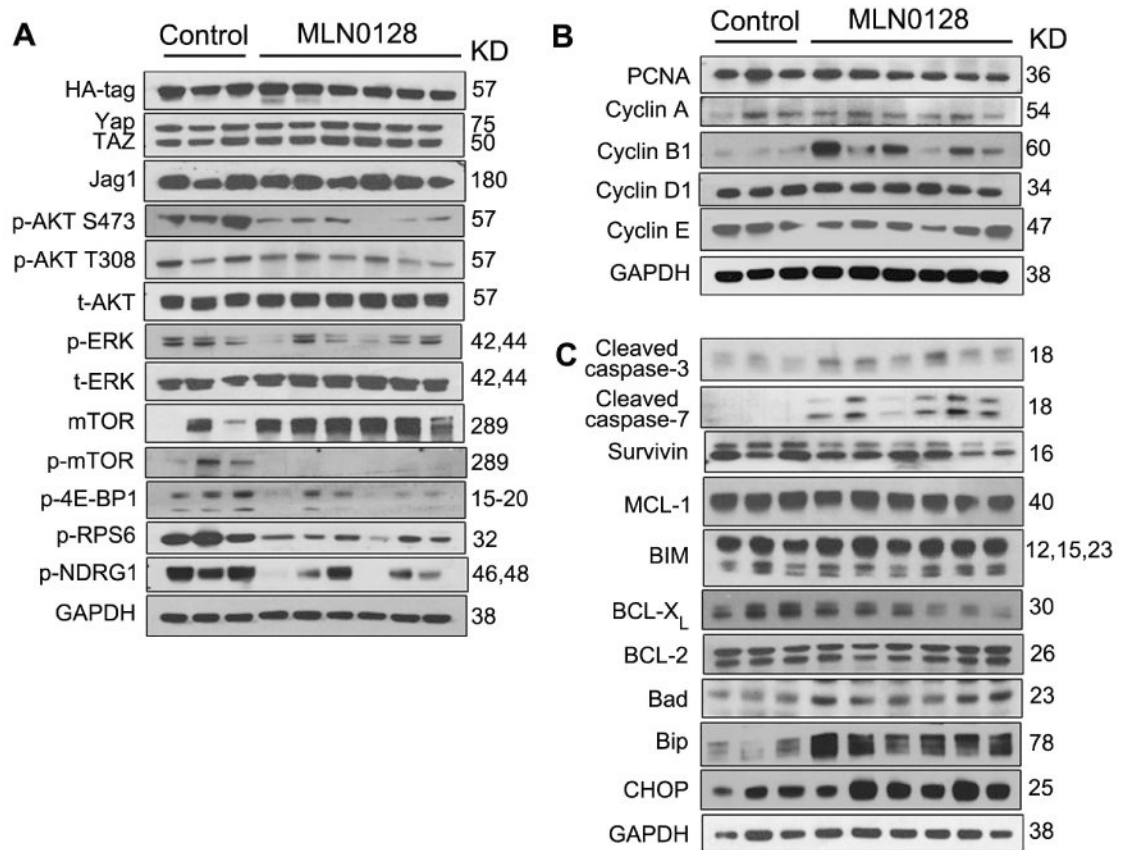 A
Control
MLN0128
KD
HA-tag
57
Yap
75
TAZ
50
Jag1
180
p-AKT S473
57
p-AKT T308
57
t-AKT
57
p-ERK
42,44
t-ERK
42,44
mTOR
289
p-mTOR
289
p-4E-BP1
15-20
p-RPS6
32
p-NDRG1
46,48
GAPDH
38
B
Control
MLN0128
KD
PCNA
36
Cyclin A
54
Cyclin B1
60
Cyclin D1
34
Cyclin E
47
GAPDH
38
C
Cleaved
caspase-3
18
Cleaved
caspase-7
18
Survivin
16
MCL-1
40
BIM
12,15,23
BCL-XL
30
BCL-2
26
Bad
23
Bip
78
CHOP
25
GAPDH
38